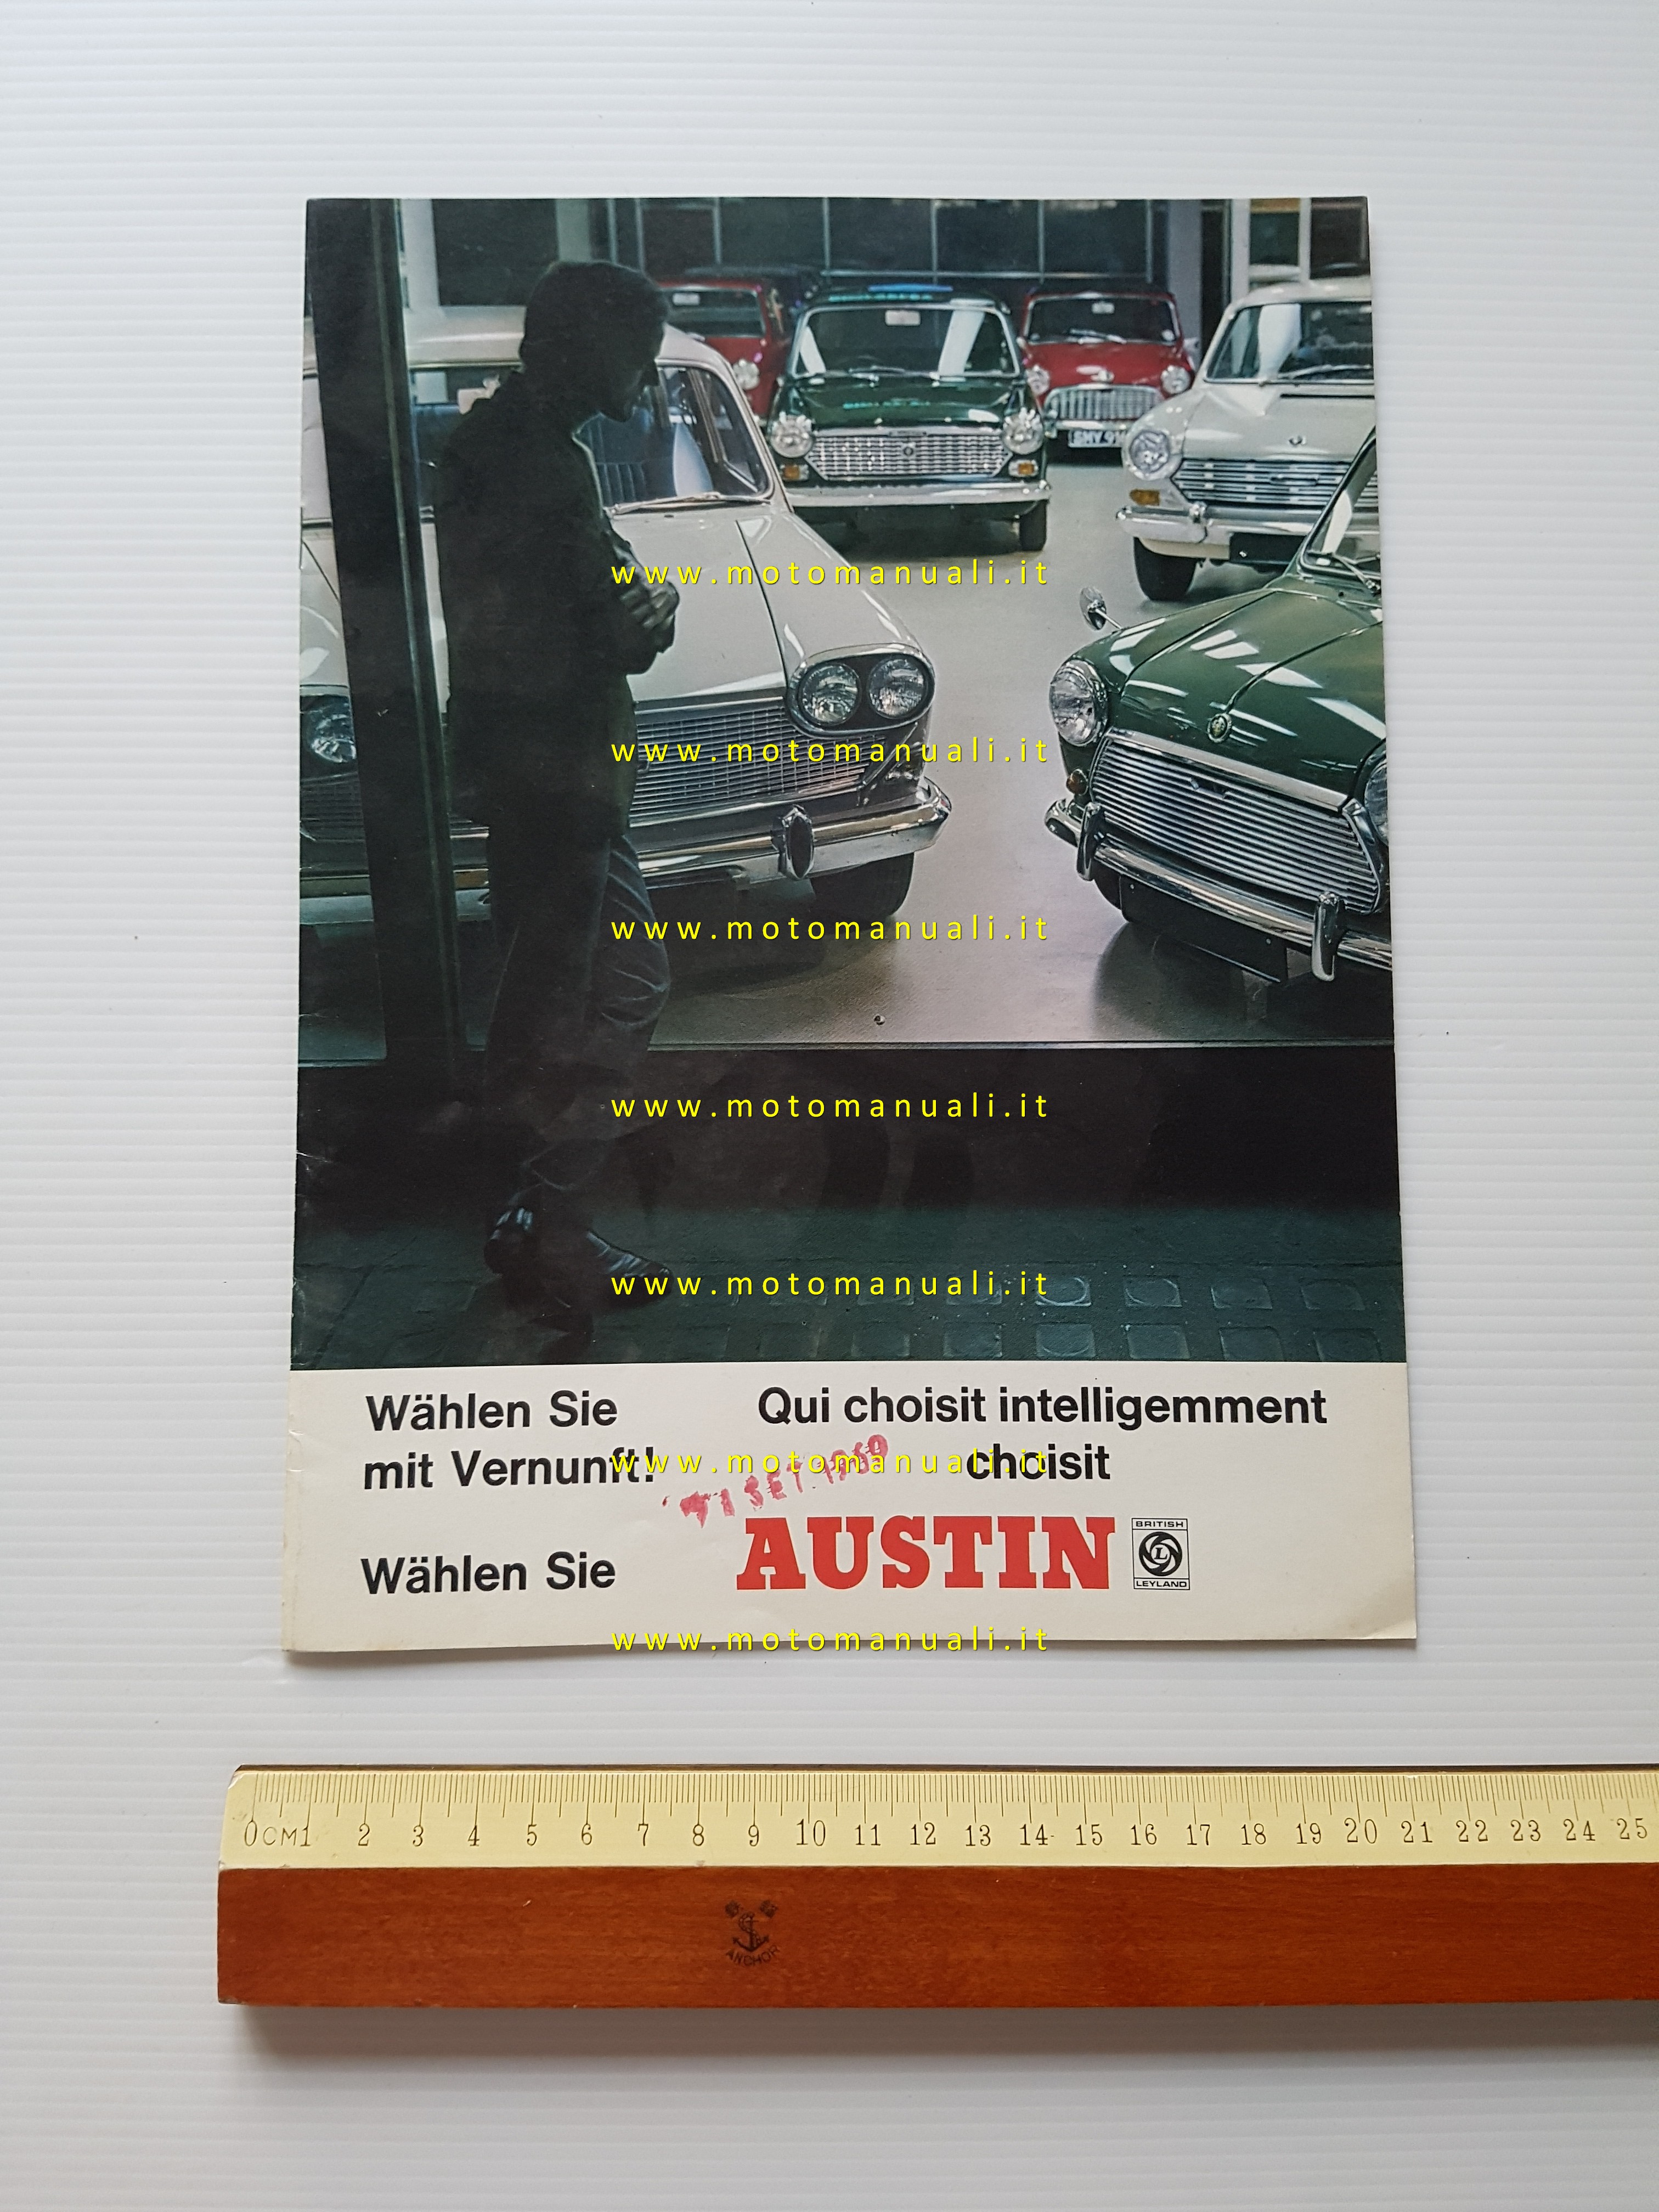 www.motomanuali.it
www.motomanuali.it
www.motomanuali.it
www.motomanuali.it
www.motomanuali.it
Wählen Sie
mit Vernunft!
Qui choisit intelligemment
choisit
www.motomanuali.it
SET. 1969
Wählen Sie
AUSTIN
BRITISH
L
LEYLAND
www.motomanuali.it
0CM1 2 3 4 5 6 7 8 9 10 11 12 13 14 15 16 17 18 19 20 21 22 23 24 25
ANCHOR